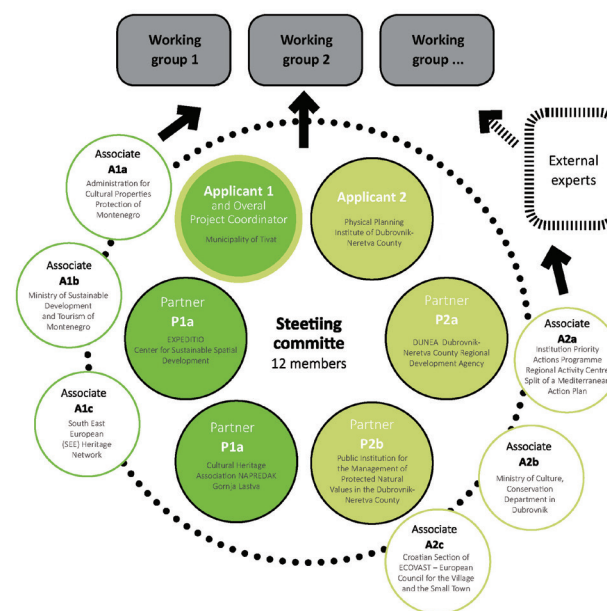 Working
group 1
Working
group 2
Working
group ...
External
experts
Associate
A1a
Administration for
Cultural Properties
Protection of
Montenegro
Applicant 1
and Overal
Project Coordinator
Municipality of Tivat
Applicant 2
Physical Planning
Institute of Dubrovnik-
Neretva County
Associate
A1b
Ministry of Sustainable
Development
and Tourism of
Montenegro
Partner
P1a
EXPEDITIO
Center for Sustainable Spatial
Development
Steetiing
committe
12 members
Partner
P2a
DUNEA Dubrovnik-
Neretva County Regional
Development Agency
Associate
A2a
Institution Priority
Actions Programme
Regional Activity Centre
Split of a Mediterranean
Action Plan
Associate
A1c
South East
European
(SEE) Heritage
Network
Partner
P1a
Cultural Heritage
Association NAPREDAK
Gornja Lastva
Partner
P2b
Public Institution for
the Management of
Protected Natural
Values in the Dubrovnik-
Neretva County
Associate
A2b
Ministry of Culture,
Conservation
Department in
Dubrovnik
Associate
A2c
Croatian Section of
ECOVAST – European
Council for the Village
and the Small Town